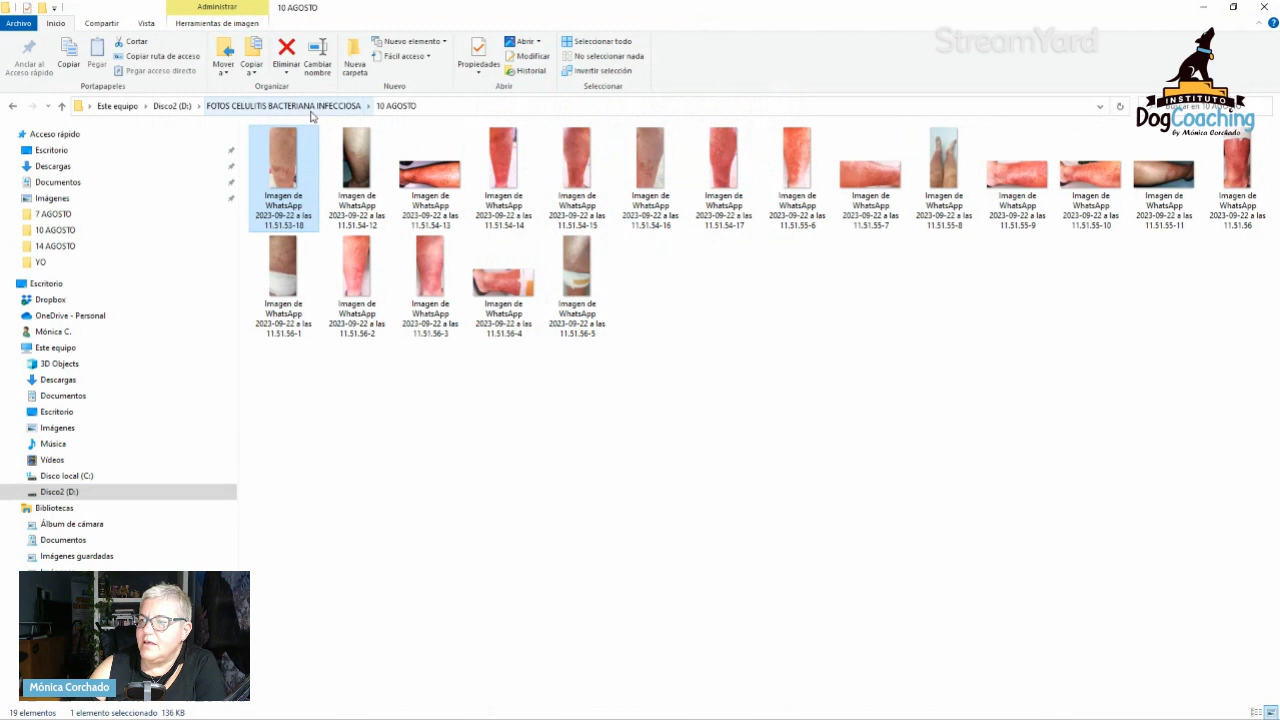 Administrar
10 AGOSTO
Archivo
Inicio
Compartir
Vista
Herramientas de imagen
Anclar al
Acceso rápido
Copiar
Pegar
Cortar
Copiar ruta de acceso
Pegar acceso directo
Portapapeles
Mover
a
Copiar
a
Eliminar
Cambiar
nombre
Organizar
Nueva
carpeta
Nuevo elemento
Fácil acceso
Nuevo
Propiedades
Abrir
Modificar
Historial
Abrir
Seleccionar todo
No seleccionar nada
Invertir selección
Seleccionar
StreamYard
INSTITUTO
DogCoaching
by Mónica Corchado
Este equipo
Disco2 (D:)
FOTOS CELULITIS BACTERIANA INFECCIOSA
10 AGOSTO
Acceso rápido
Escritorio
Descargas
Documentos
Imágenes
7 AGOSTO
10 AGOSTO
14 AGOSTO
YO
Escritorio
Dropbox
OneDrive - Personal
Mónica C.
Este equipo
3D Objects
Descargas
Documentos
Escritorio
Imágenes
Música
Vídeos
Disco local (C:)
Disco2 (D:)
Bibliotecas
Álbum de cámara
Documentos
Imágenes guardadas
Imagen de
WhatsApp
2023-09-22 a las
11.51.53-18
Imagen de
WhatsApp
2023-09-22 a las
11.51.54-12
Imagen de
WhatsApp
2023-09-22 a las
11.51.54-13
Imagen de
WhatsApp
2023-09-22 a las
11.51.54-14
Imagen de
WhatsApp
2023-09-22 a las
11.51.54-15
Imagen de
WhatsApp
2023-09-22 a las
11.51.54-16
Imagen de
WhatsApp
2023-09-22 a las
11.51.54-17
Imagen de
WhatsApp
2023-09-22 a las
11.51.55-6
Imagen de
WhatsApp
2023-09-22 a las
11.51.55-7
Imagen de
WhatsApp
2023-09-22 a las
11.51.55-8
Imagen de
WhatsApp
2023-09-22 a las
11.51.55-9
Imagen de
WhatsApp
2023-09-22 a las
11.51.55-10
Imagen de
WhatsApp
2023-09-22 a las
11.51.55-11
Imagen de
WhatsApp
2023-09-22 a las
11.51.56
Imagen de
WhatsApp
2023-09-22 a las
11.51.56-1
Imagen de
WhatsApp
2023-09-22 a las
11.51.56-2
Imagen de
WhatsApp
2023-09-22 a las
11.51.56-3
Imagen de
WhatsApp
2023-09-22 a las
11.51.56-4
Imagen de
WhatsApp
2023-09-22 a las
11.51.56-5
Mónica Corchado
19 elementos
1 elemento seleccionado 136 KB